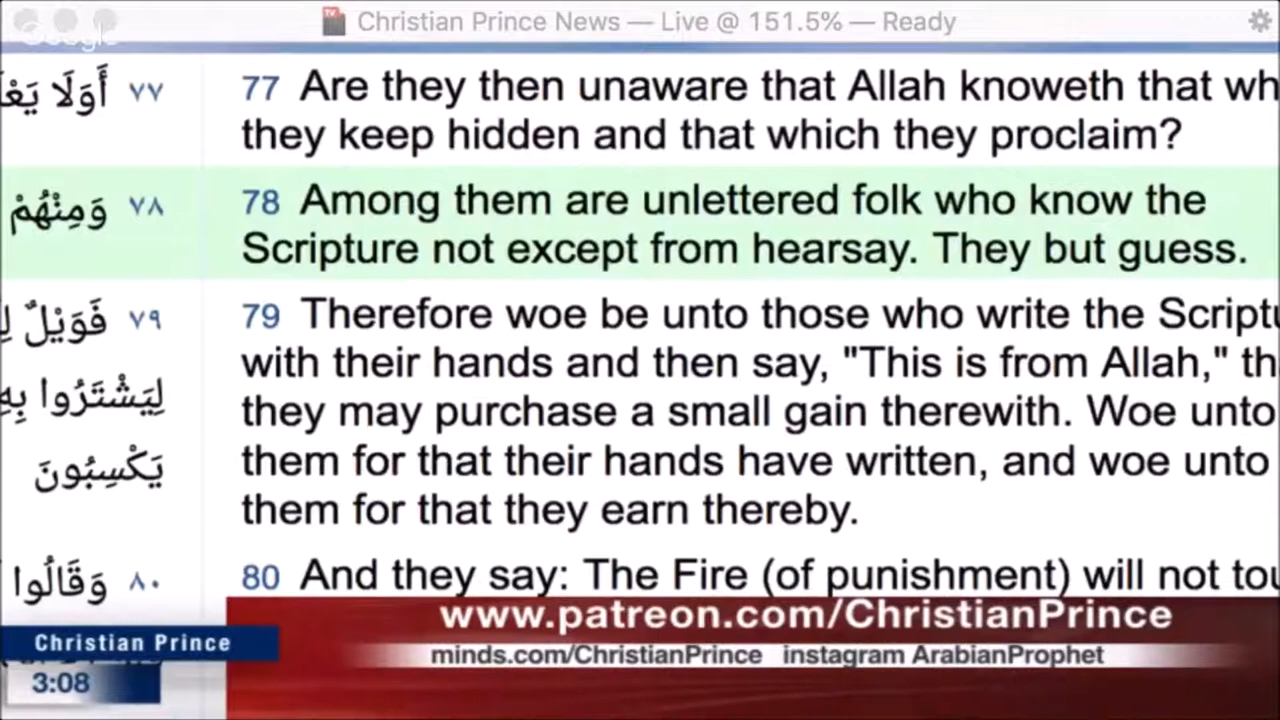 Christian Prince News — Live @ 151.5% — Ready
Google
أَوَلَا ٧٧
77 Are they then unaware that Allah knoweth that wh
they keep hidden and that which they proclaim?
وَمِنْهُمْ ٧٨
78 Among them are unlettered folk who know the
Scripture not except from hearsay. They but guess.
فَوَيْلٌ ٧٩
79 Therefore woe be unto those who write the Scriptu
with their hands and then say, "This is from Allah," th
لِيَشْتَرُوا بِهِ
they may purchase a small gain therewith. Woe unto
يَكْسِبُونَ
them for that their hands have written, and woe unto
them for that they earn thereby.
وَقَالُوا ٨٠
80 And they say: The Fire (of punishment) will not tou
www.patreon.com/ChristianPrince
Christian Prince
minds.com/ChristianPrince instagram ArabianProphet
3:08